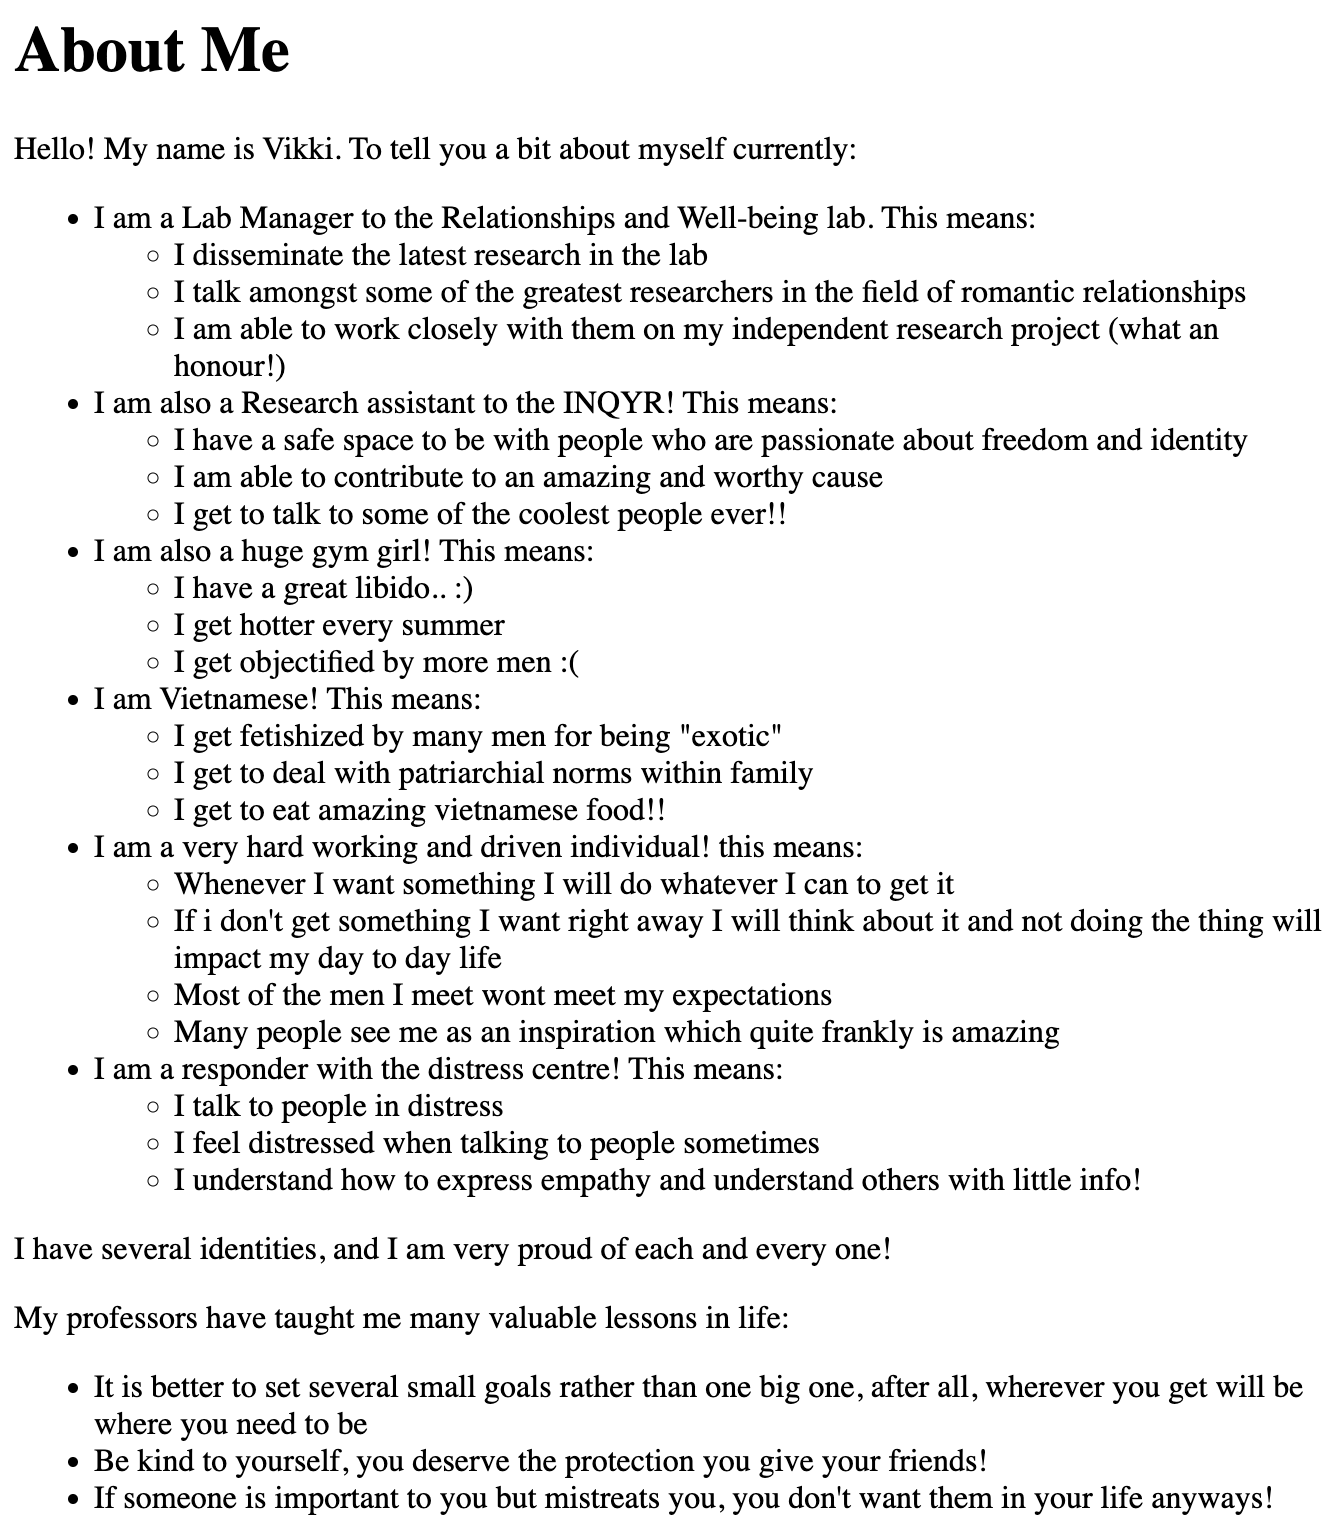 About Me
Hello! My name is Vikki. To tell you a bit about myself currently:
• I am a Lab Manager to the Relationships and Well-being lab. This means:
◦ I disseminate the latest research in the lab
◦ I talk amongst some of the greatest researchers in the field of romantic relationships
◦ I am able to work closely with them on my independent research project (what an
honour!)
• I am also a Research assistant to the INQYR! This means:
◦ I have a safe space to be with people who are passionate about freedom and identity
◦ I am able to contribute to an amazing and worthy cause
◦ I get to talk to some of the coolest people ever!!
• I am also a huge gym girl! This means:
◦ I have a great libido.. :)
◦ I get hotter every summer
◦ I get objectified by more men :(
• I am Vietnamese! This means:
◦ I get fetishized by many men for being "exotic"
◦ I get to deal with patriarchial norms within family
◦ I get to eat amazing vietnamese food!!
• I am a very hard working and driven individual! this means:
◦ Whenever I want something I will do whatever I can to get it
◦ If i don't get something I want right away I will think about it and not doing the thing will
impact my day to day life
◦ Most of the men I meet wont meet my expectations
◦ Many people see me as an inspiration which quite frankly is amazing
• I am a responder with the distress centre! This means:
◦ I talk to people in distress
◦ I feel distressed when talking to people sometimes
◦ I understand how to express empathy and understand others with little info!
I have several identities, and I am very proud of each and every one!
My professors have taught me many valuable lessons in life:
• It is better to set several small goals rather than one big one, after all, wherever you get will be
where you need to be
• Be kind to yourself, you deserve the protection you give your friends!
• If someone is important to you but mistreats you, you don't want them in your life anyways!